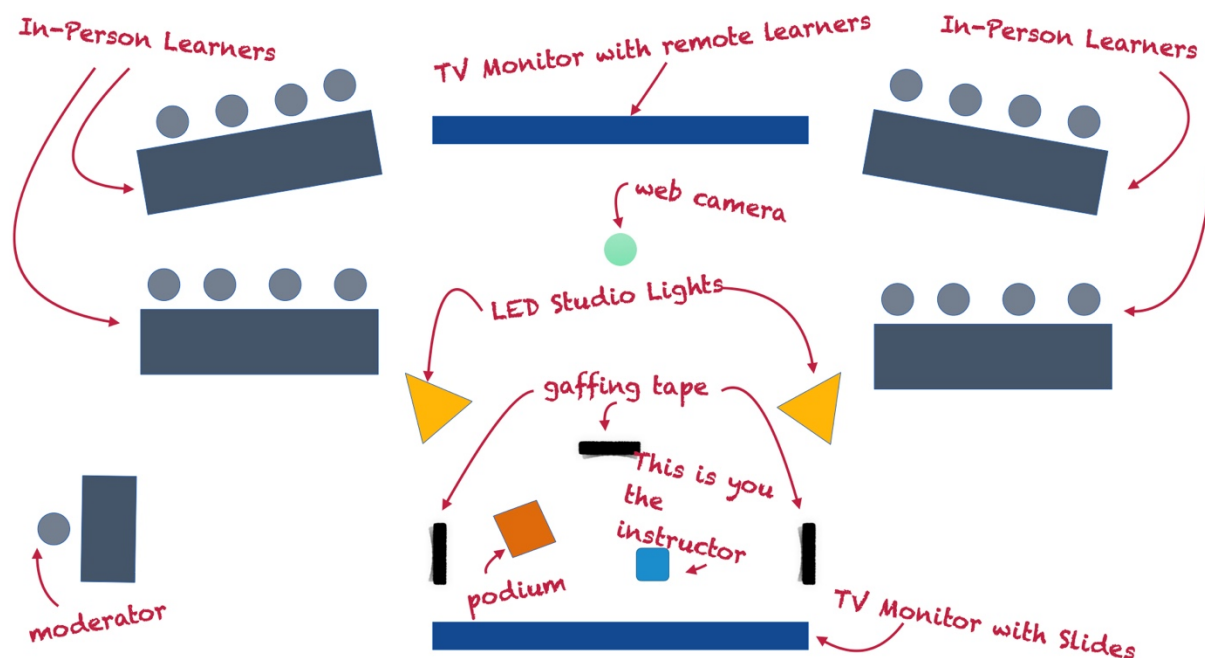 In-Person Learners
TV Monitor with remote learners
In-Person Learners
web camera
LED Studio Lights
gaffing tape
This is you
the
instructor
podium
moderator
TV Monitor with Slides